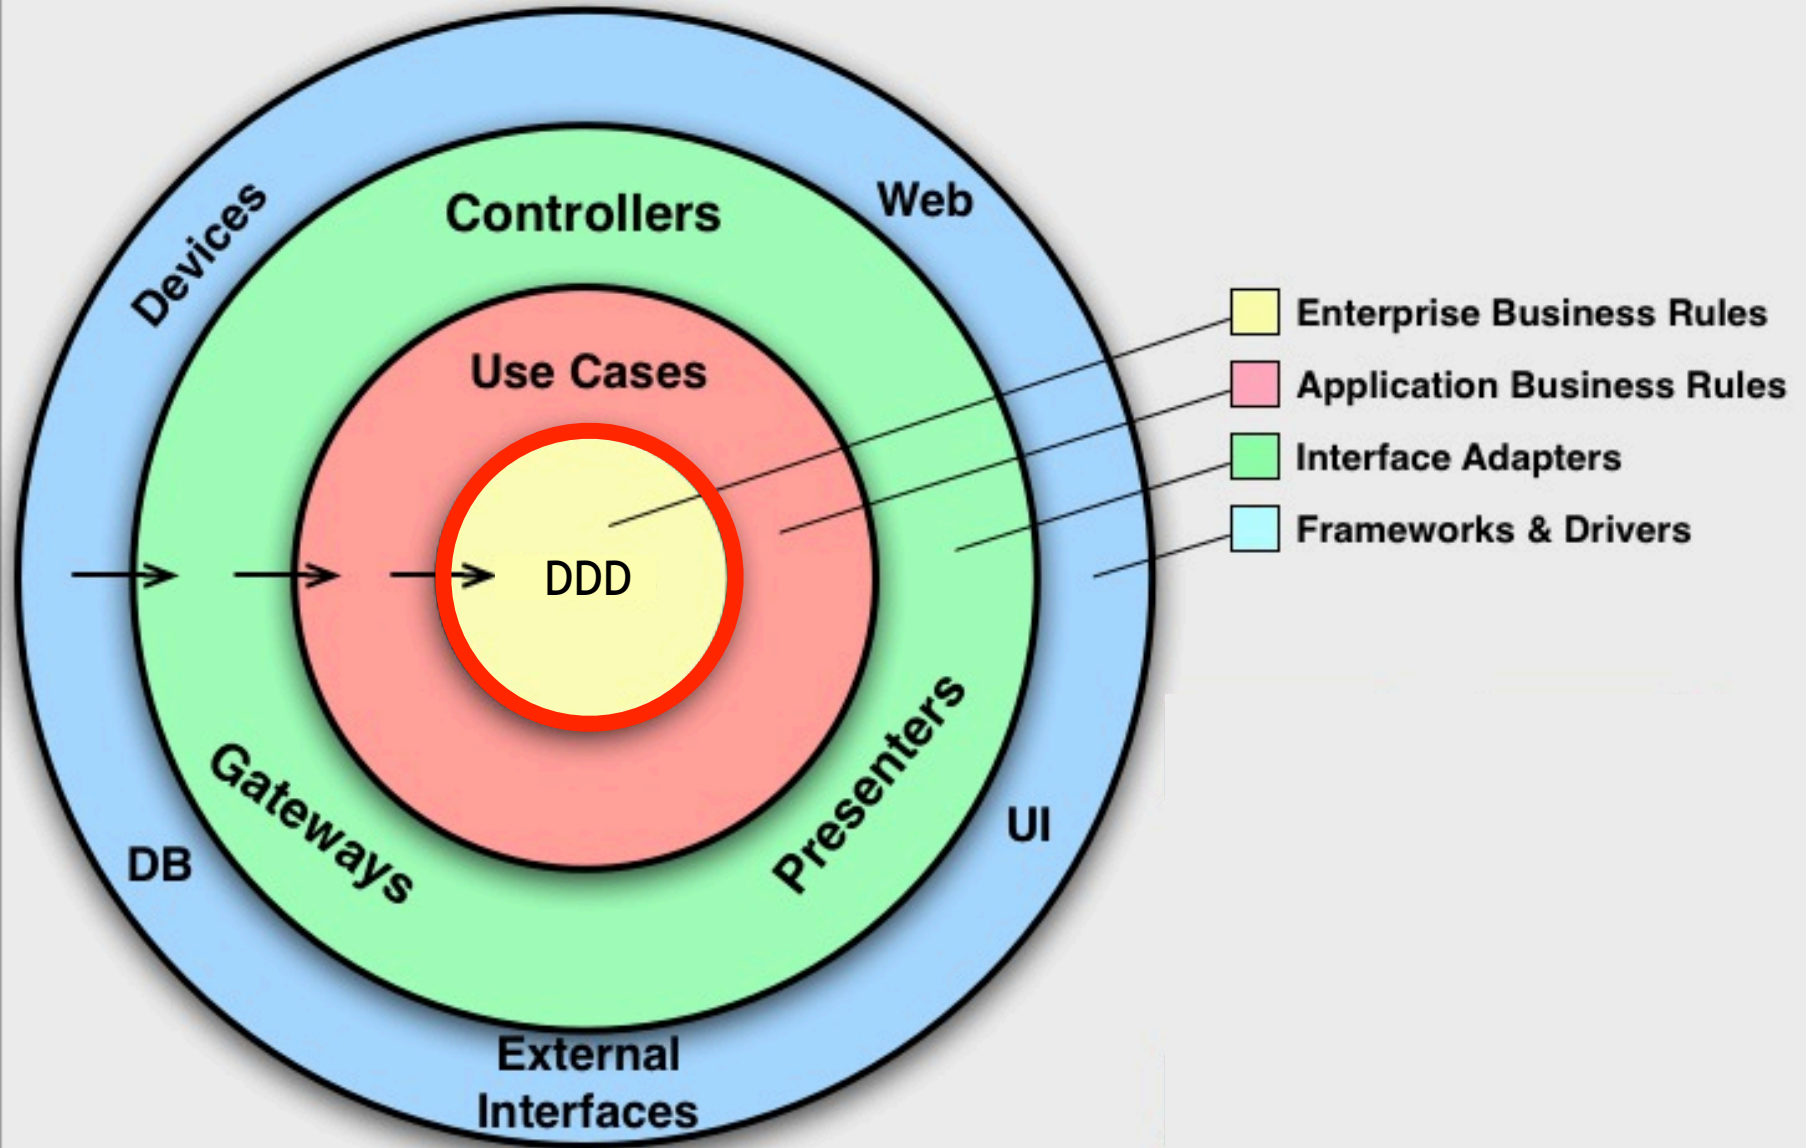 Devices
Controllers
Web
Use Cases
DDD
Gateways
Presenters
DB
UI
External
Interfaces
Enterprise Business Rules
Application Business Rules
Interface Adapters
Frameworks & Drivers